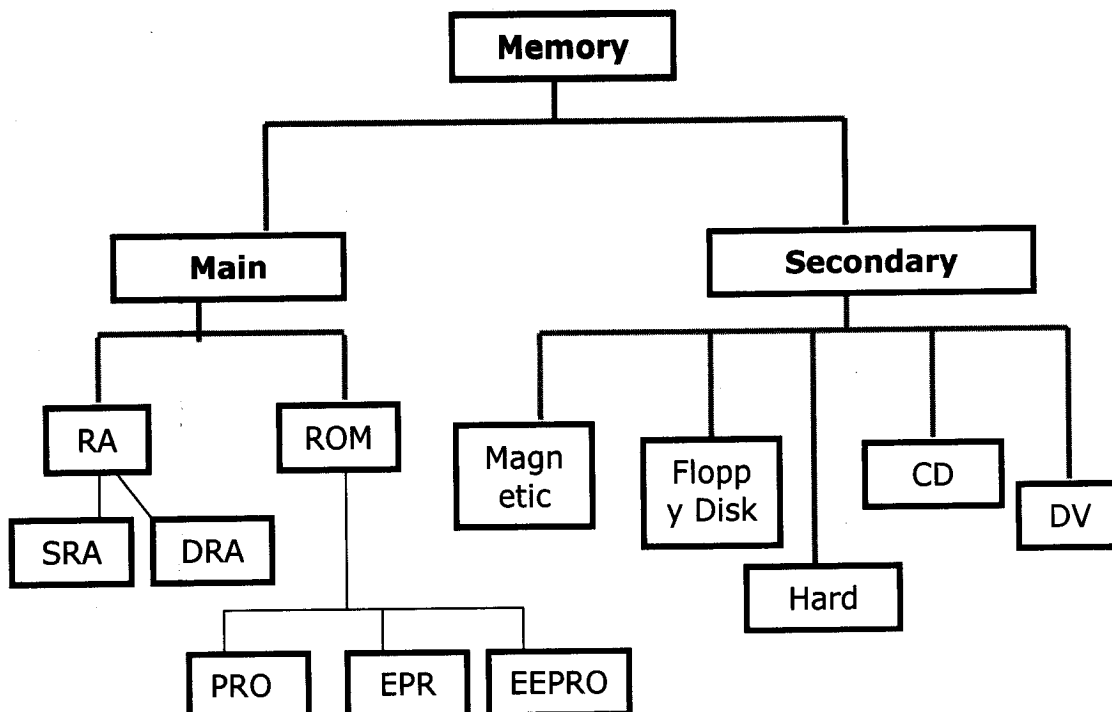 Memory
Main
Secondary
RA
ROM
Magn
etic
Flopp
y Disk
CD
DV
SRA
DRA
Hard
PRO
EPR
EEPRO